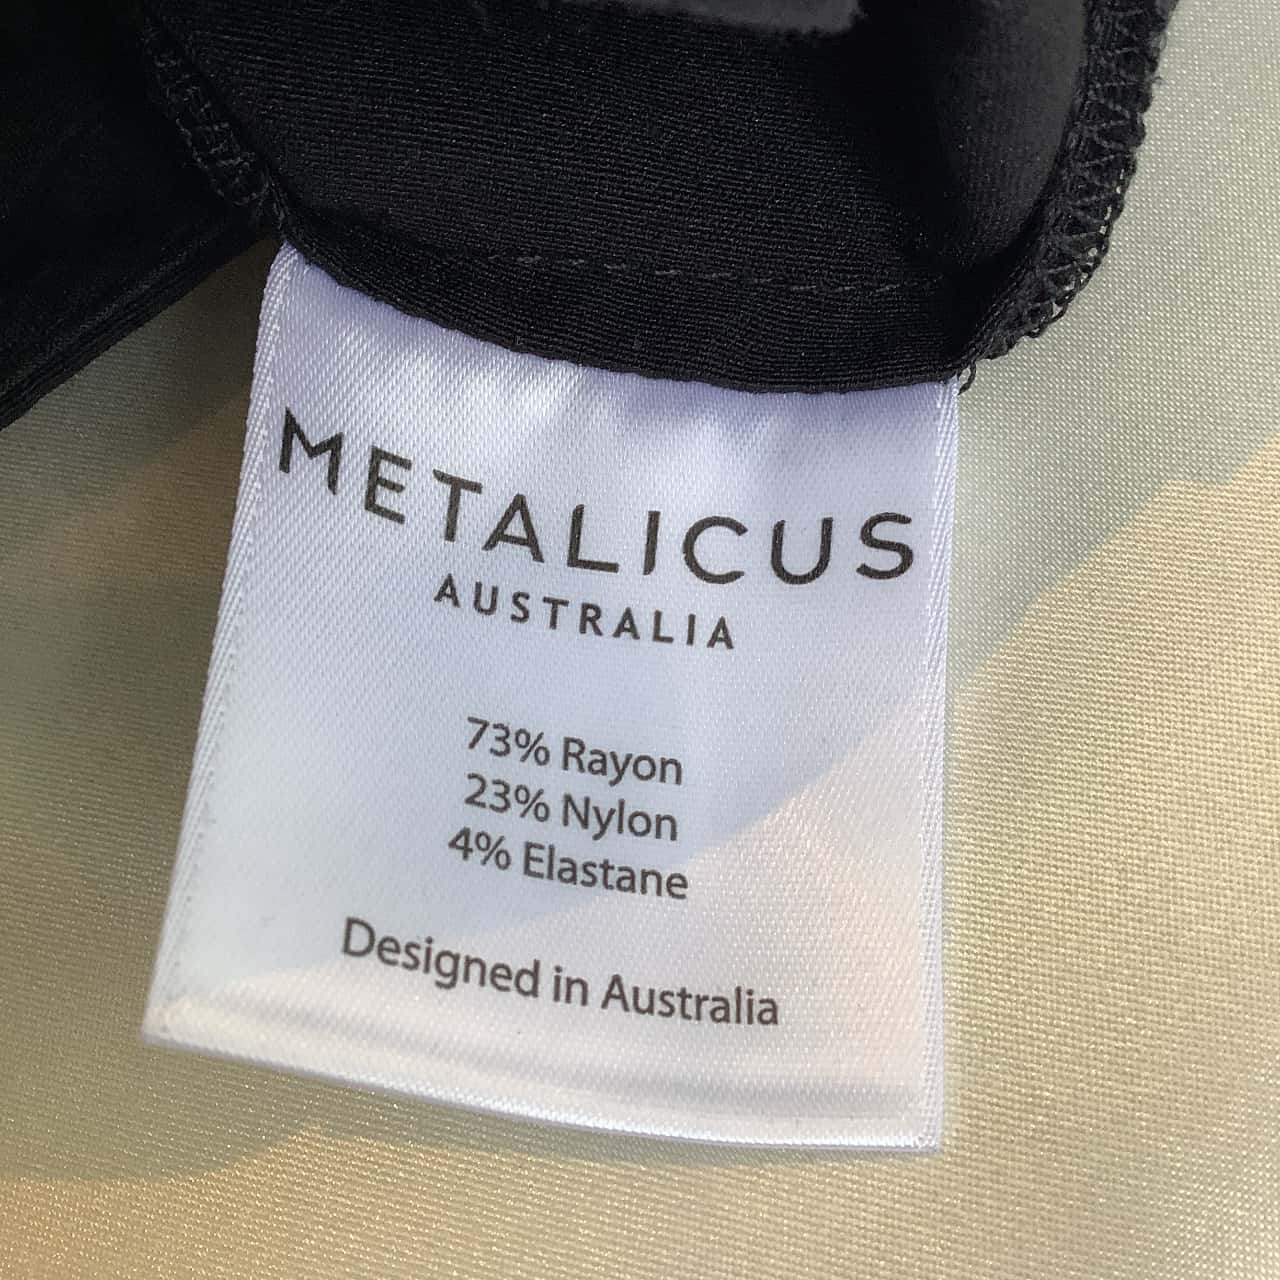 METALICUS
AUSTRALIA
73% Rayon
23% Nylon
4% Elastane
Designed in Australia